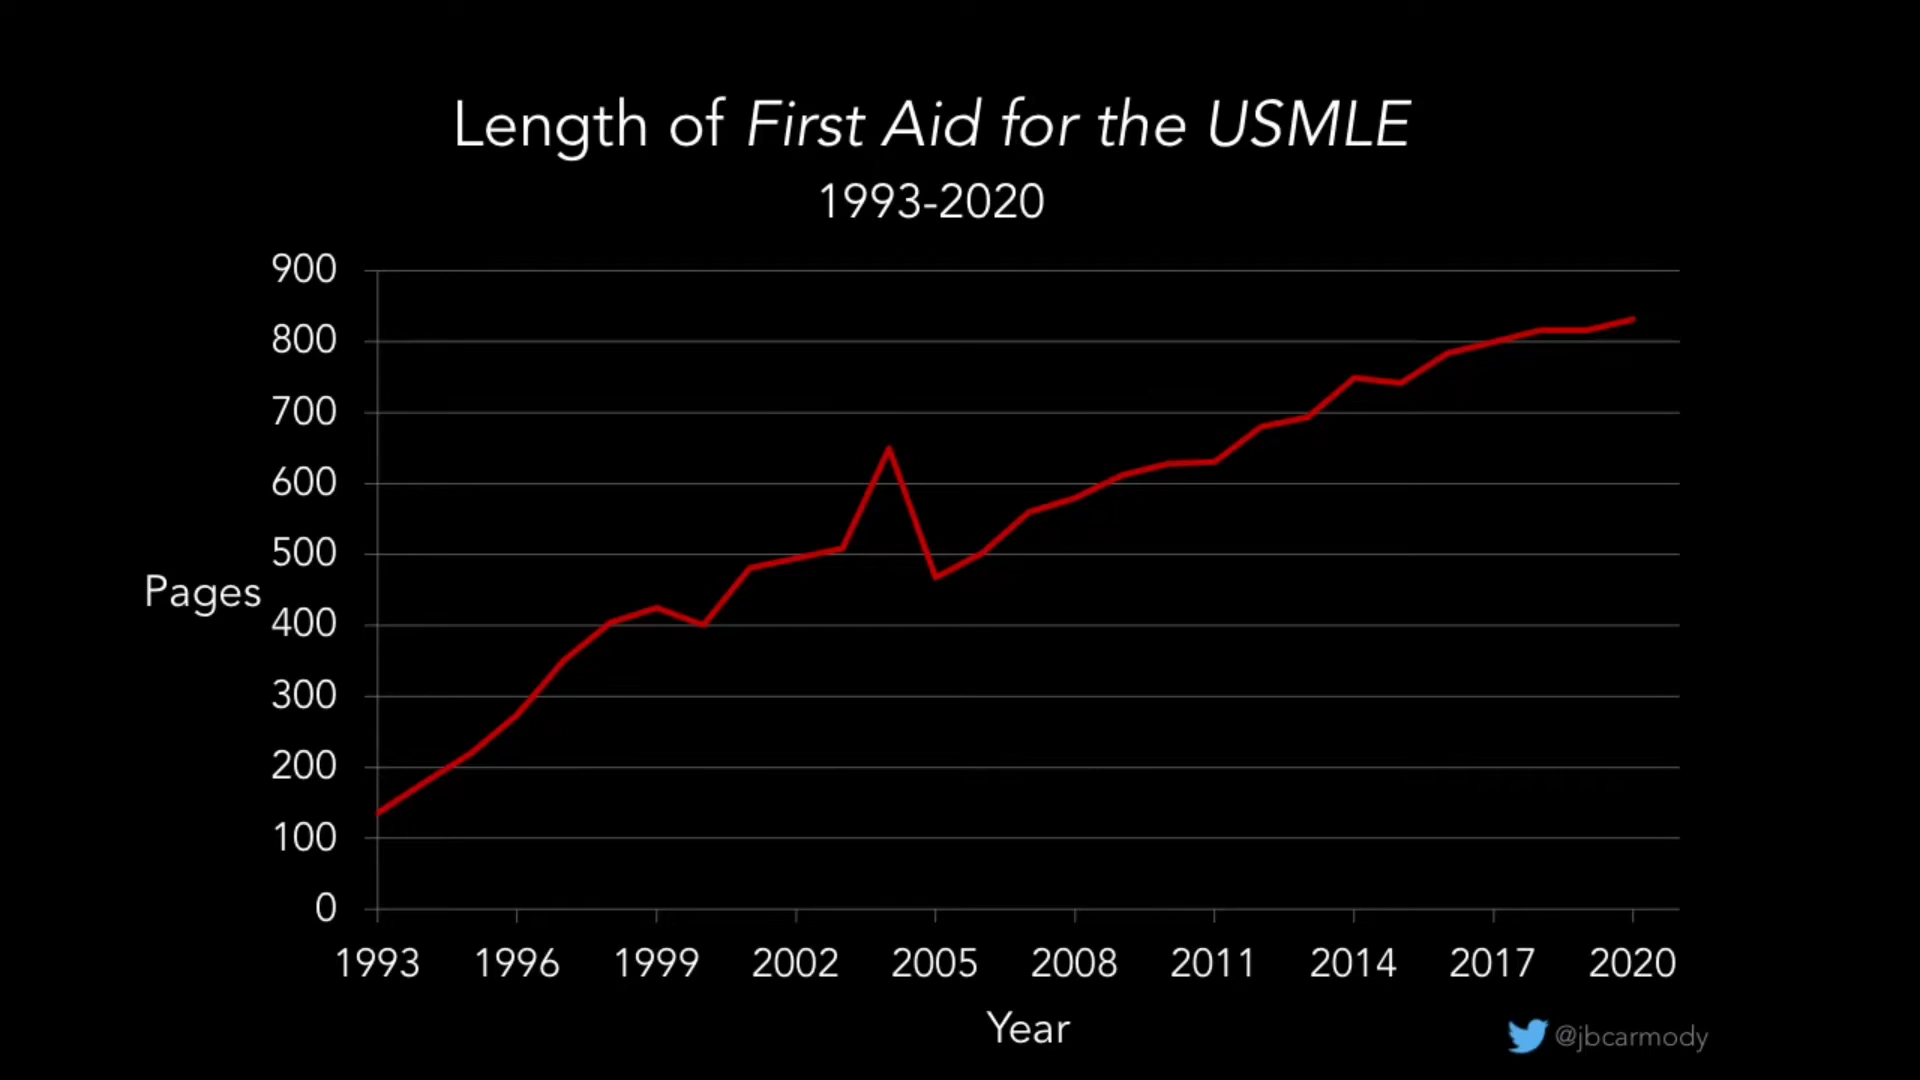 Length of First Aid for the USMLE
1993-2020
900
800
700
600
500
Pages
400
300
200
100
0
1993 1996 1999 2002 2005 2008 2011 2014 2017 2020
Year
@jbcarmody